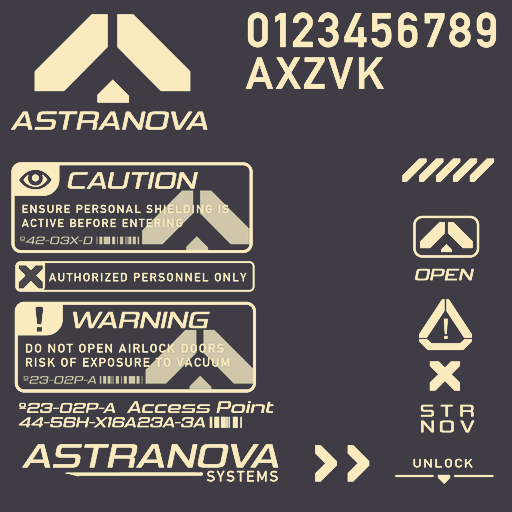 ASTRANOVA
0123456789
AXZVK
CAUTION
ENSURE PERSONAL SHIELDING IS
ACTIVE BEFORE ENTERING
º42-03X-D
AUTHORIZED PERSONNEL ONLY
WARNING
DO NOT OPEN AIRLOCK DOORS
RISK OF EXPOSURE TO VACUUM
º23-02P-A
º23-02P-A Access Point
44-56H-X16A23A-3A
ASTRANOVA
SYSTEMS
OPEN
!
STR
NOV
UNLOCK